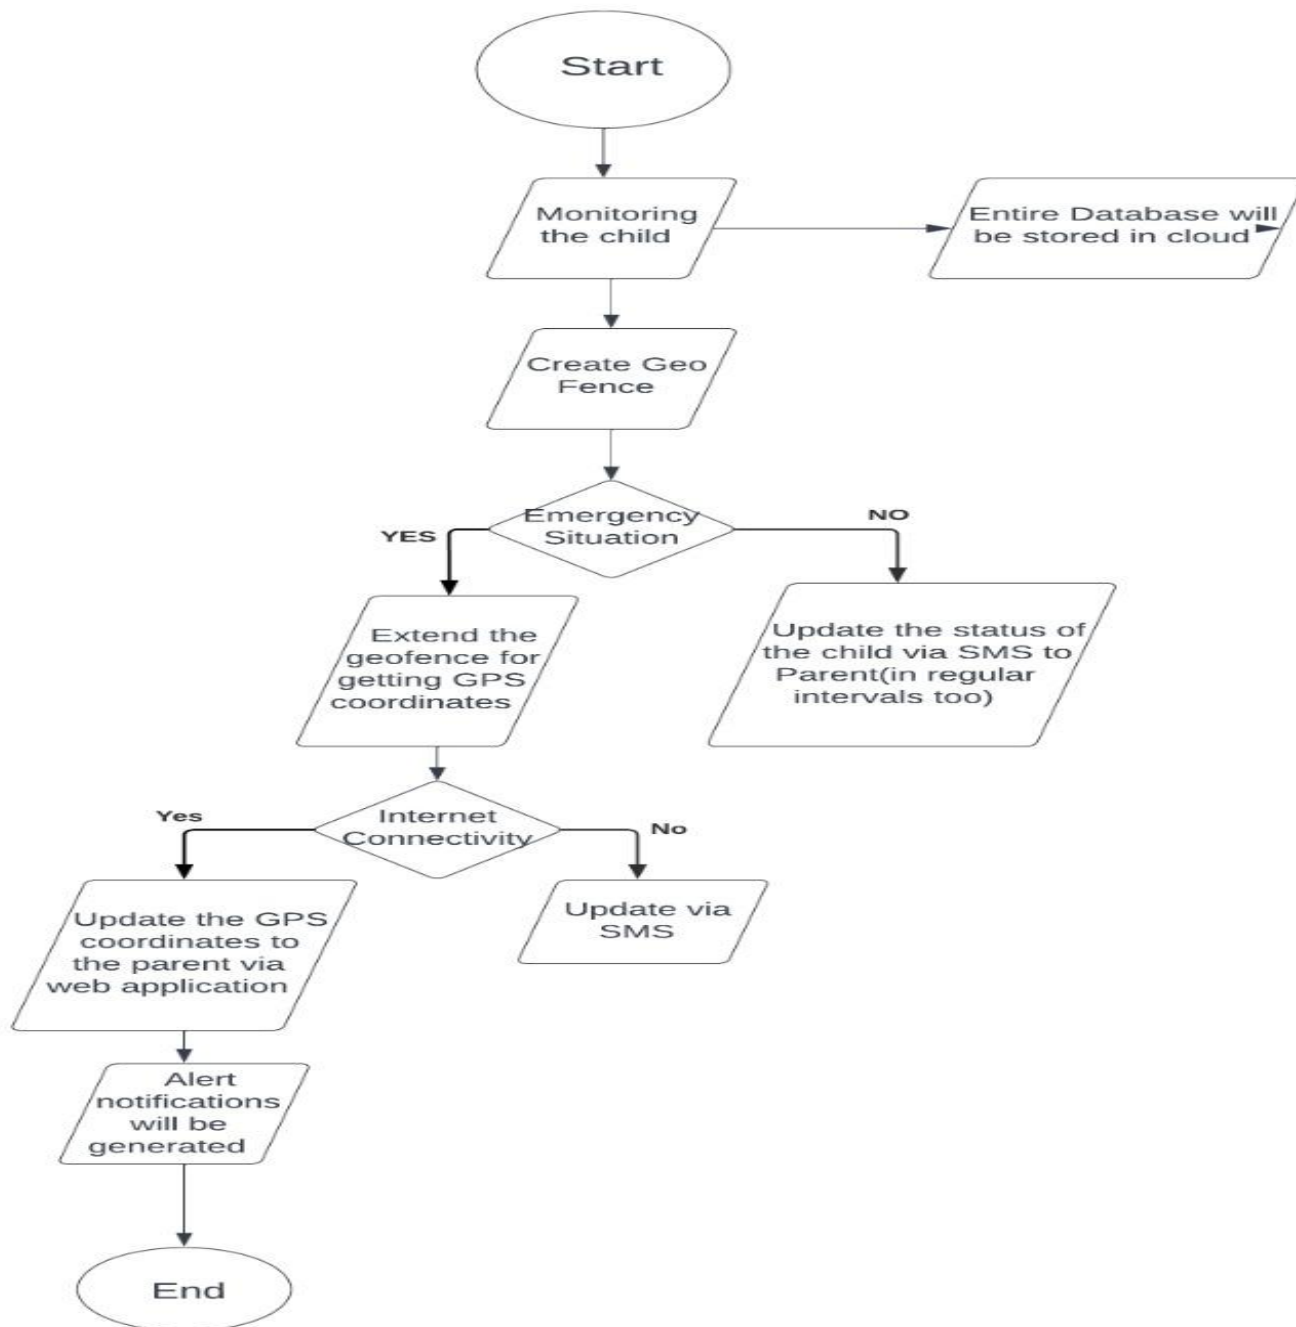 Start
Monitoring
the child
Entire Database will
be stored in cloud
Create Geo
Fence
Emergency
Situation
YES
NO
Extend the
geofence for
getting GPS
coordinates
Update the status of
the child via SMS to
Parent(in regular
intervals too)
Internet
Connectivity
Yes
No
Update the GPS
coordinates to
the parent via
web application
Update via
SMS
Alert
notifications
will be
generated
End